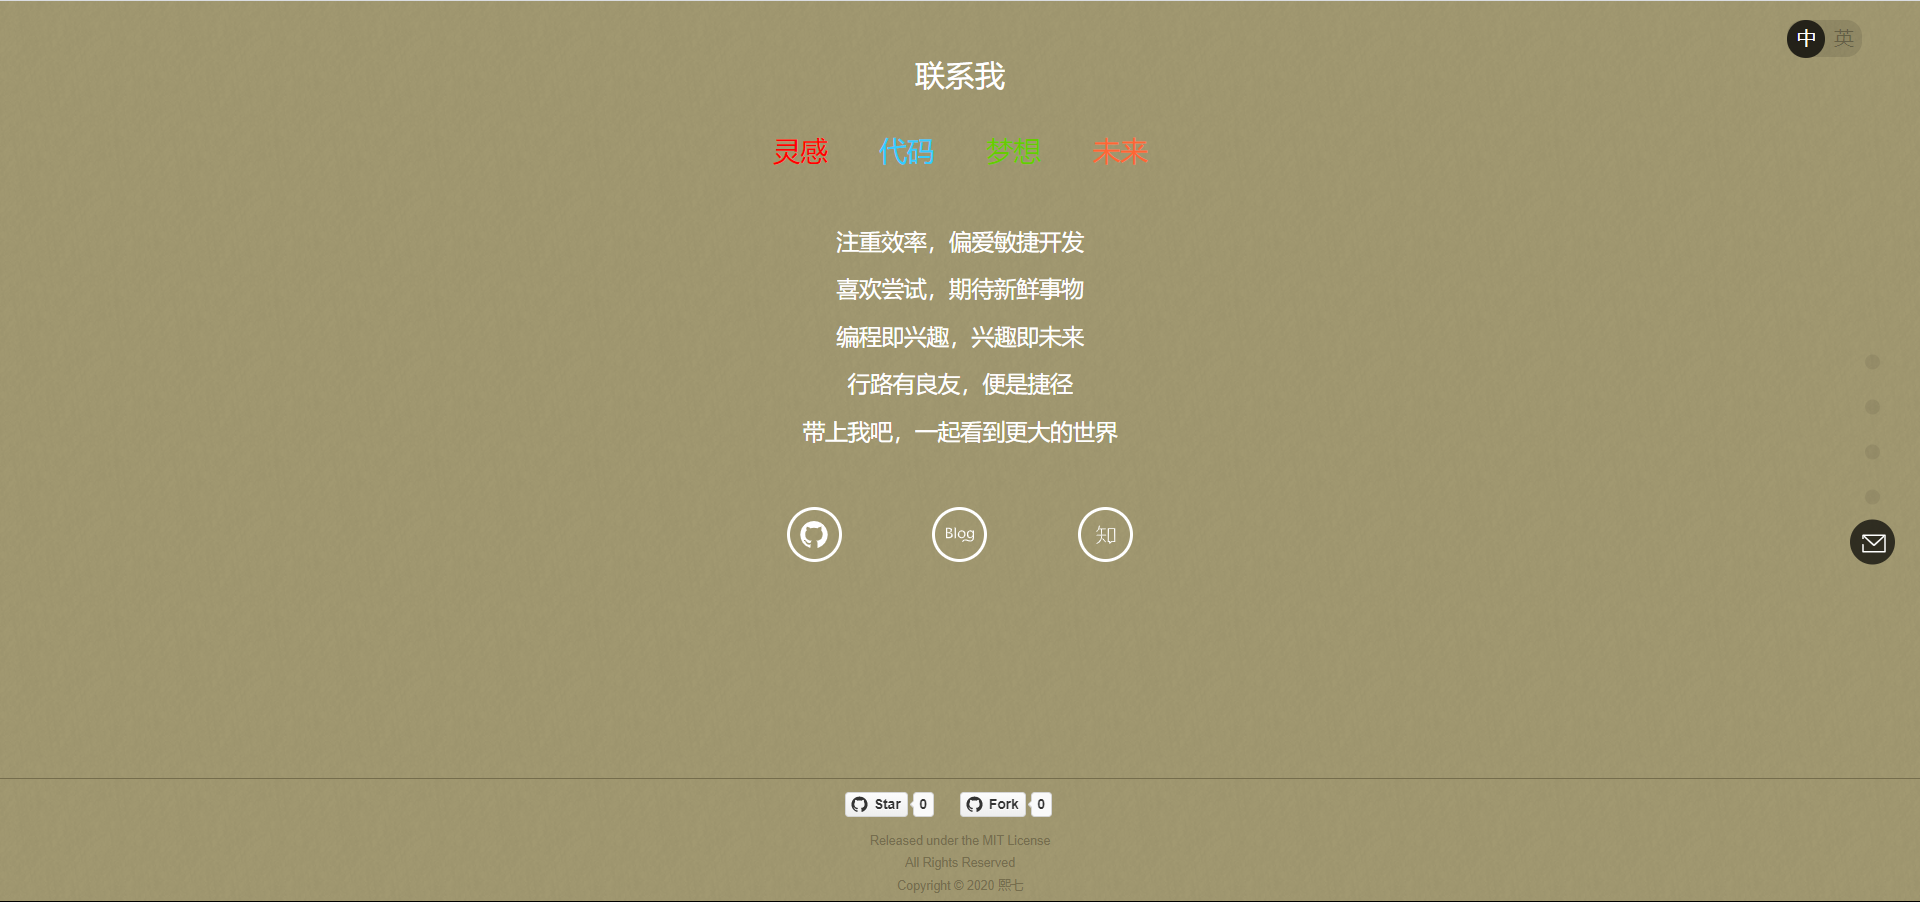 中 英
联系我
灵感 代码 梦想 未来
注重效率，偏爱敏捷开发
喜欢尝试，期待新鲜事物
编程即兴趣，兴趣即未来
行路有良友，便是捷径
带上我吧，一起看到更大的世界
Blog 知
Star 0 Fork 0
Released under the MIT License
All Rights Reserved
Copyright © 2020 熙七